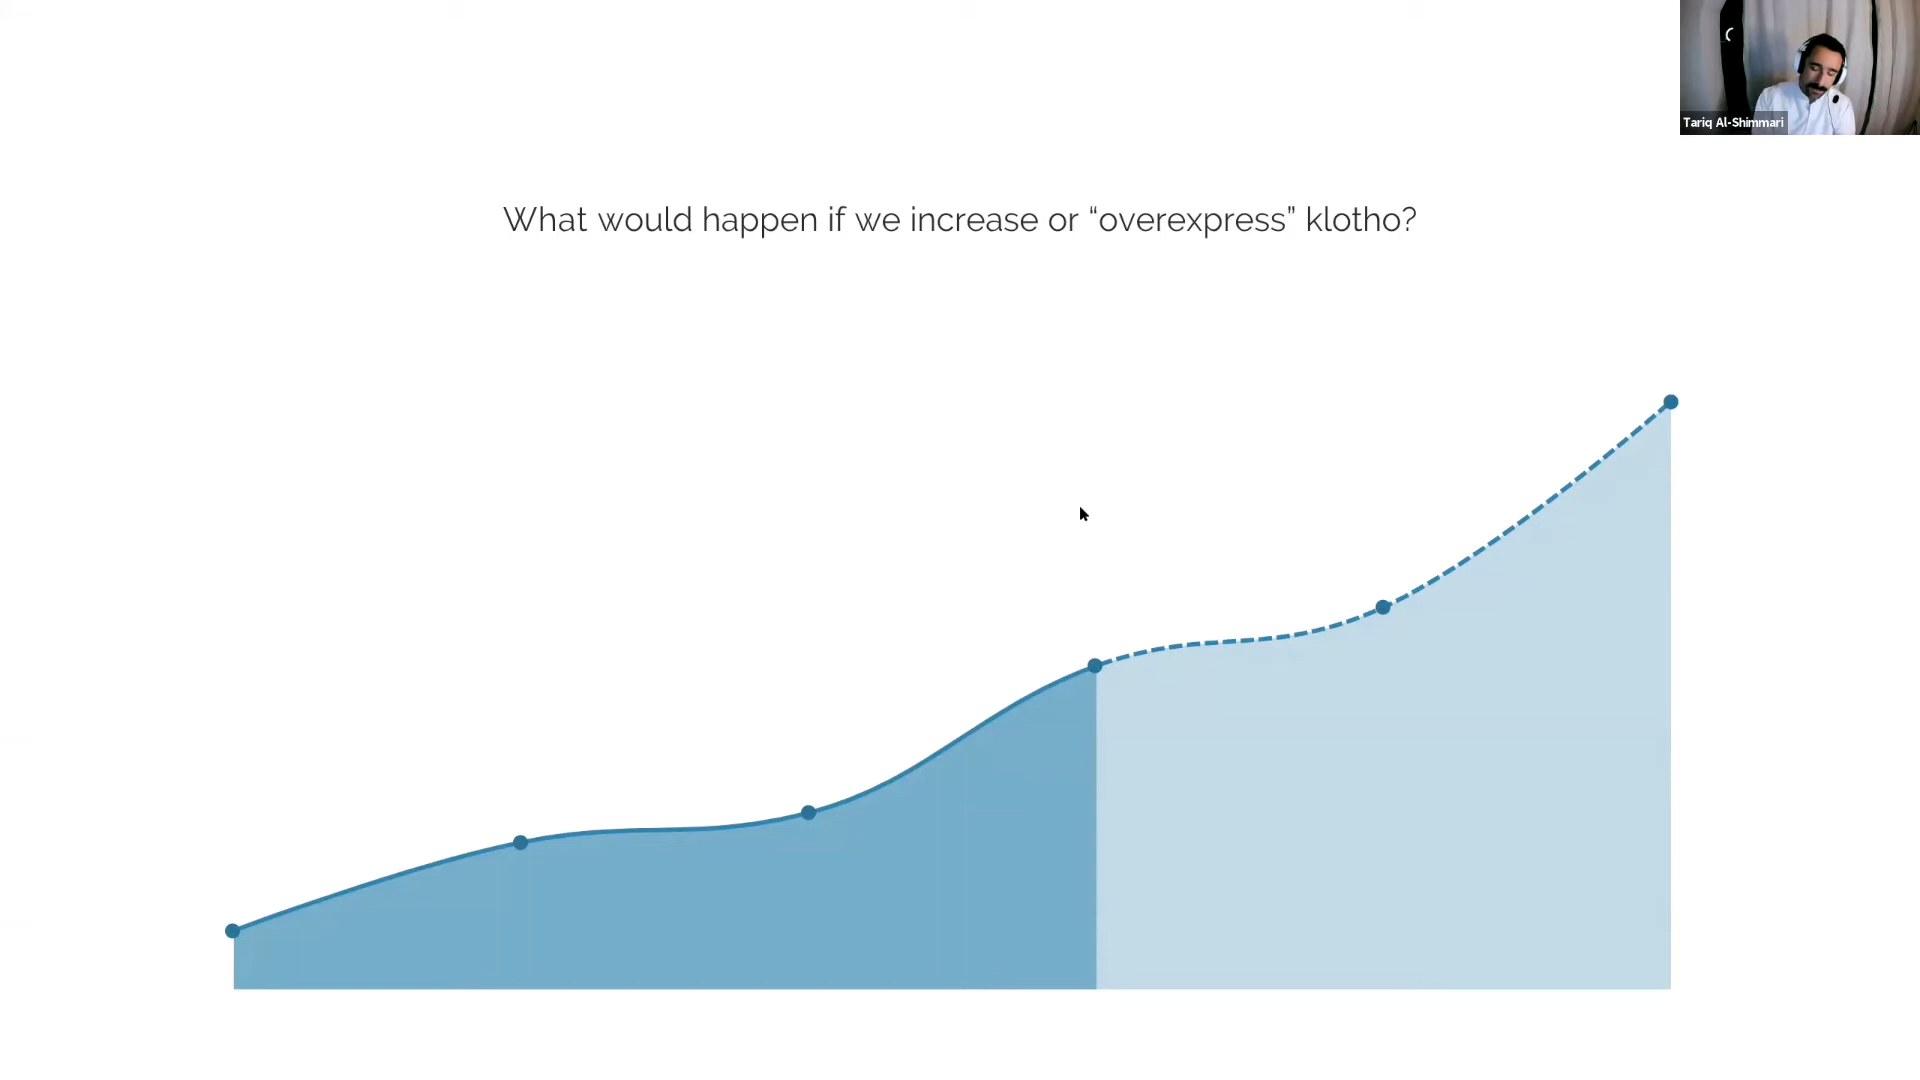 Tariq Al-Shimmari
What would happen if we increase or “overexpress” klotho?